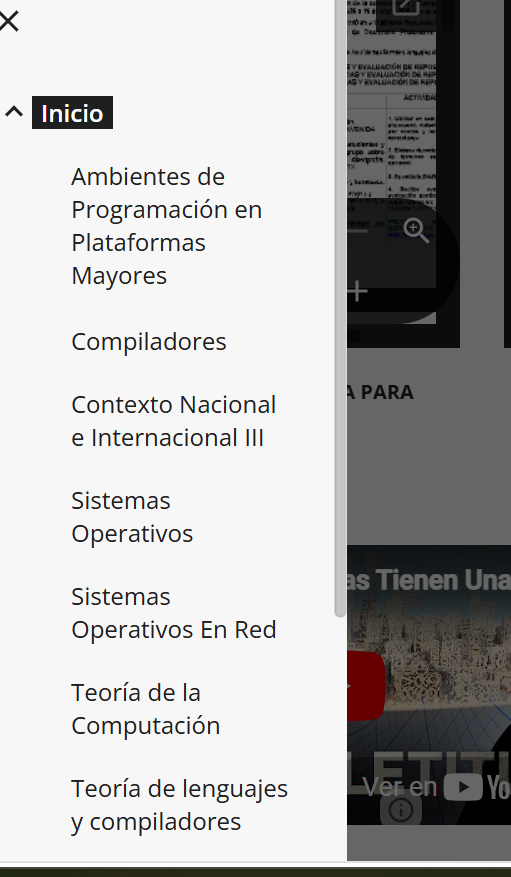 Inicio
Ambientes de
Programación en
Plataformas
Mayores
Compiladores
Contexto Nacional
e Internacional III
Sistemas
Operativos
Sistemas
Operativos En Red
Teoría de la
Computación
Teoría de lenguajes
y compiladores
ACTIVIDA
A PARA
as Tienen Una
LETITI
Ver en YouTube